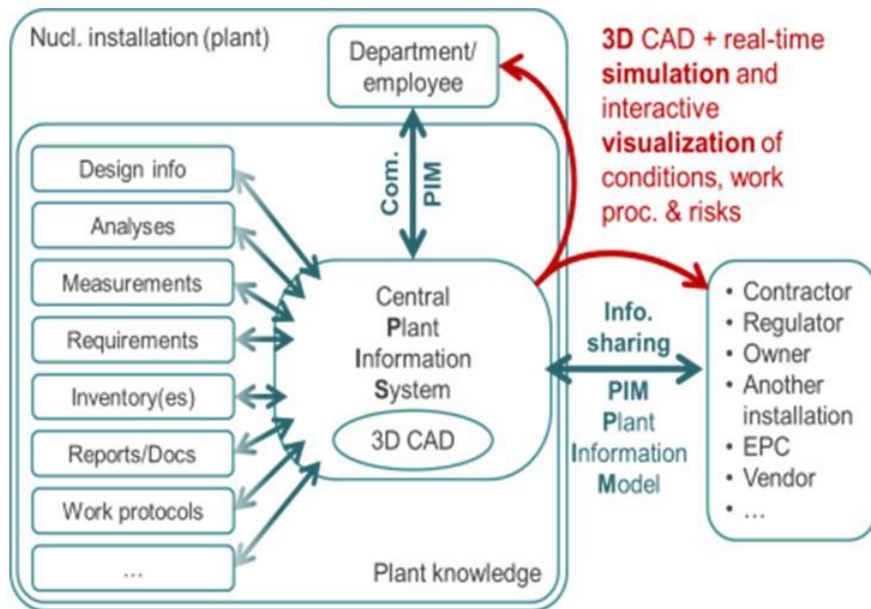 Nucl. installation (plant)
Department/
employee
3D CAD + real-time
simulation and
interactive
visualization of
conditions, work
proc. & risks
Com.
PIM
Design info
Analyses
Measurements
Requirements
Inventory(es)
Reports/Docs
Work protocols
...
Central
Plant
Information
System
3D CAD
Plant knowledge
Info.
sharing
PIM
Plant
Information
Model
• Contractor
• Regulator
• Owner
• Another
installation
• EPC
• Vendor
• ...